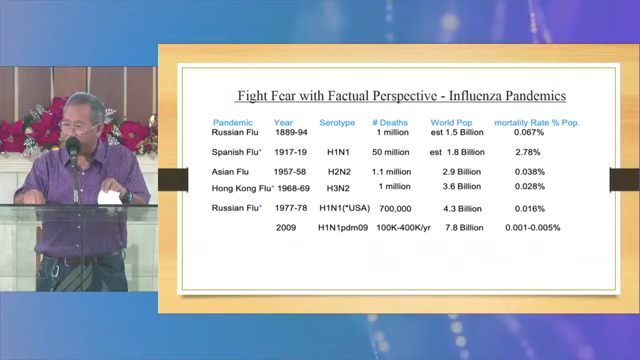 Fight Fear with Factual Perspective - Influenza Pandemics
Pandemic Year Serotype # Deaths World Pop mortality Rate % Pop.
Russian Flu 1889-94 1 million est 1.5 Billion 0.067%
Spanish Flu* 1917-19 H1N1 50 million est 1.8 Billion 2.78%
Asian Flu 1957-58 H2N2 1.1 million 2.9 Billion 0.038%
Hong Kong Flu* 1968-69 H3N2 1 million 3.6 Billion 0.028%
Russian Flu* 1977-78 H1N1(*USA) 700,000 4.3 Billion 0.016%
2009 H1N1pdm09 100K-400K/yr 7.8 Billion 0.001-0.005%